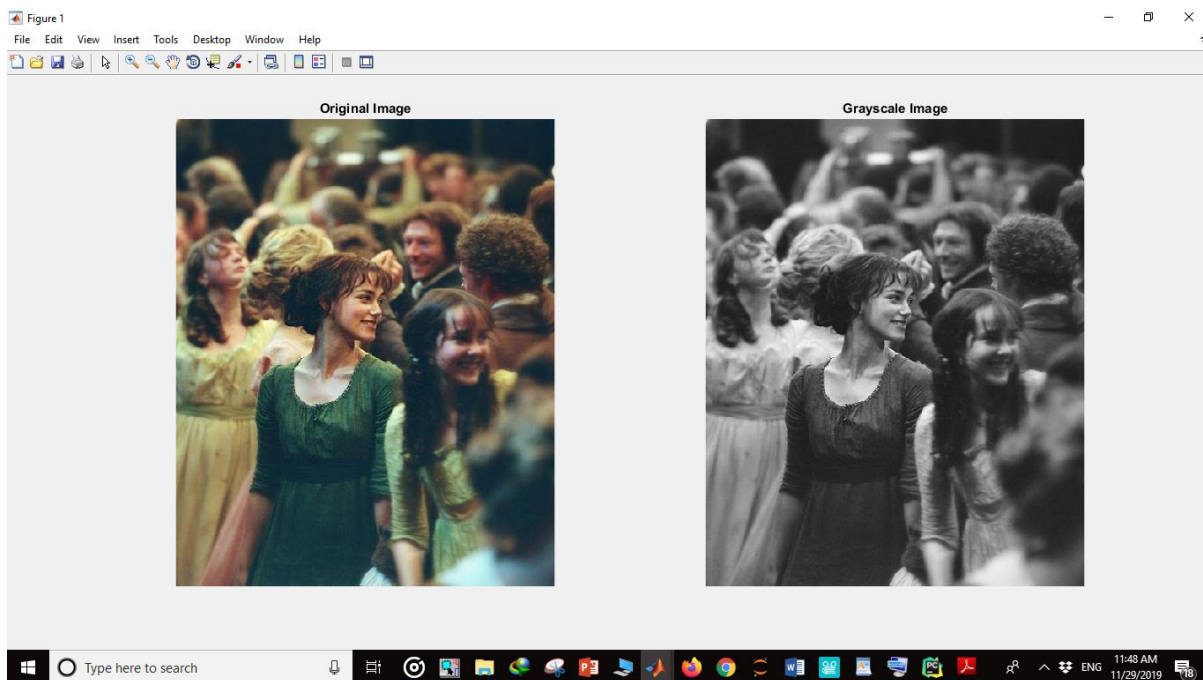 Figure 1
File Edit View Insert Tools Desktop Window Help
Original Image
Grayscale Image
Type here to search
ENG
11:48 AM
11/29/2019
18